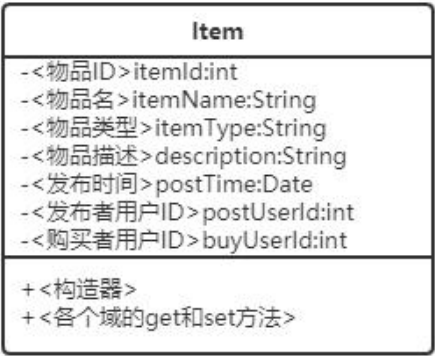 Item
-<物品ID>itemId:int
-<物品名>itemName:String
-<物品类型>itemType:String
-<物品描述>description:String
-<发布时间>postTime:Date
-<发布者用户ID>postUserId:int
-<购买者用户ID>buyUserId:int
+<构造器>
+<各个域的get和set方法>